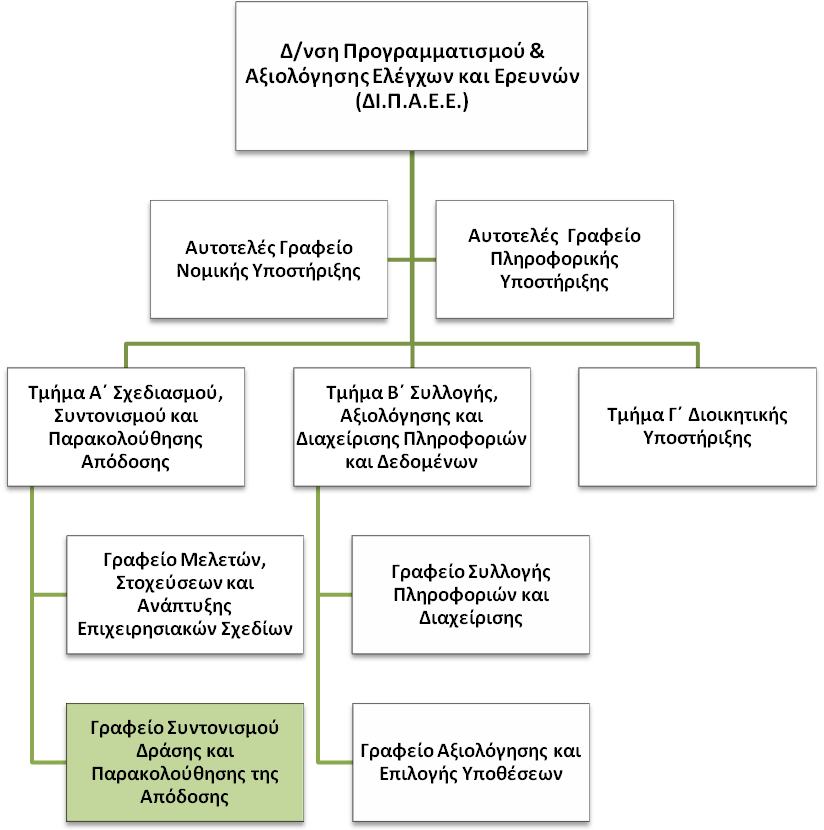 Δ/νση Προγραμματισμού &
Αξιολόγησης Ελέγχων και Ερευνών
(ΔΙ.Π.Α.Ε.Ε.)
Αυτοτελές Γραφείο
Νομικής Υποστήριξης
Αυτοτελές Γραφείο
Πληροφορικής
Υποστήριξης
Τμήμα Α΄ Σχεδιασμού,
Συντονισμού και
Παρακολούθησης
Απόδοσης
Τμήμα Β΄ Συλλογής,
Αξιολόγησης και
Διαχείρισης Πληροφοριών
και Δεδομένων
Τμήμα Γ΄ Διοικητικής
Υποστήριξης
Γραφείο Μελετών,
Στοχεύσεων και
Ανάπτυξης
Επιχειρησιακών Σχεδίων
Γραφείο Συλλογής
Πληροφοριών και
Διαχείρισης
Γραφείο Συντονισμού
Δράσης και
Παρακολούθησης της
Απόδοσης
Γραφείο Αξιολόγησης και
Επιλογής Υποθέσεων